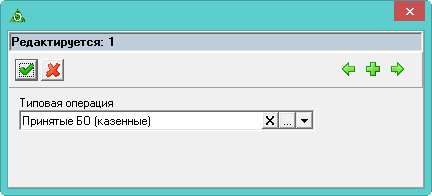 Редактируется: 1
Типовая операция
Принятые БО (казенные)